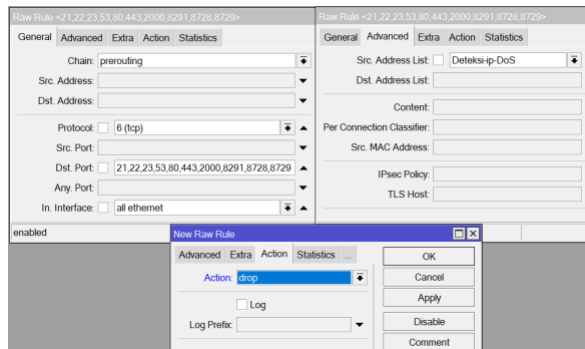 Raw Rule <21,22,23,53,80,443,2000,8291,8728,8729>
General Advanced Extra Action Statistics
Chain: prerouting
Src. Address:
Dst. Address:
Protocol: 6 (tcp)
Src. Port:
Dst. Port: 21,22,23,53,80,443,2000,8291,8728,8729
Any. Port:
In. Interface: all ethernet
enabled
Raw Rule <21,22,23,53,80,443,2000,8291,8728,8729>
General Advanced Extra Action Statistics
Src. Address List: Deteksi-ip-DoS
Dst. Address List:
Content:
Per Connection Classifier:
Src. MAC Address:
IPsec Policy:
TLS Host:
New Raw Rule
Advanced Extra Action Statistics ...
Action: drop
Log
Log Prefix:
OK
Cancel
Apply
Disable
Comment